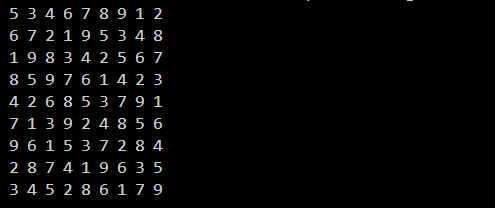 5 3 4 6 7 8 9 1 2
6 7 2 1 9 5 3 4 8
1 9 8 3 4 2 5 6 7
8 5 9 7 6 1 4 2 3
4 2 6 8 5 3 7 9 1
7 1 3 9 2 4 8 5 6
9 6 1 5 3 7 2 8 4
2 8 7 4 1 9 6 3 5
3 4 5 2 8 6 1 7 9